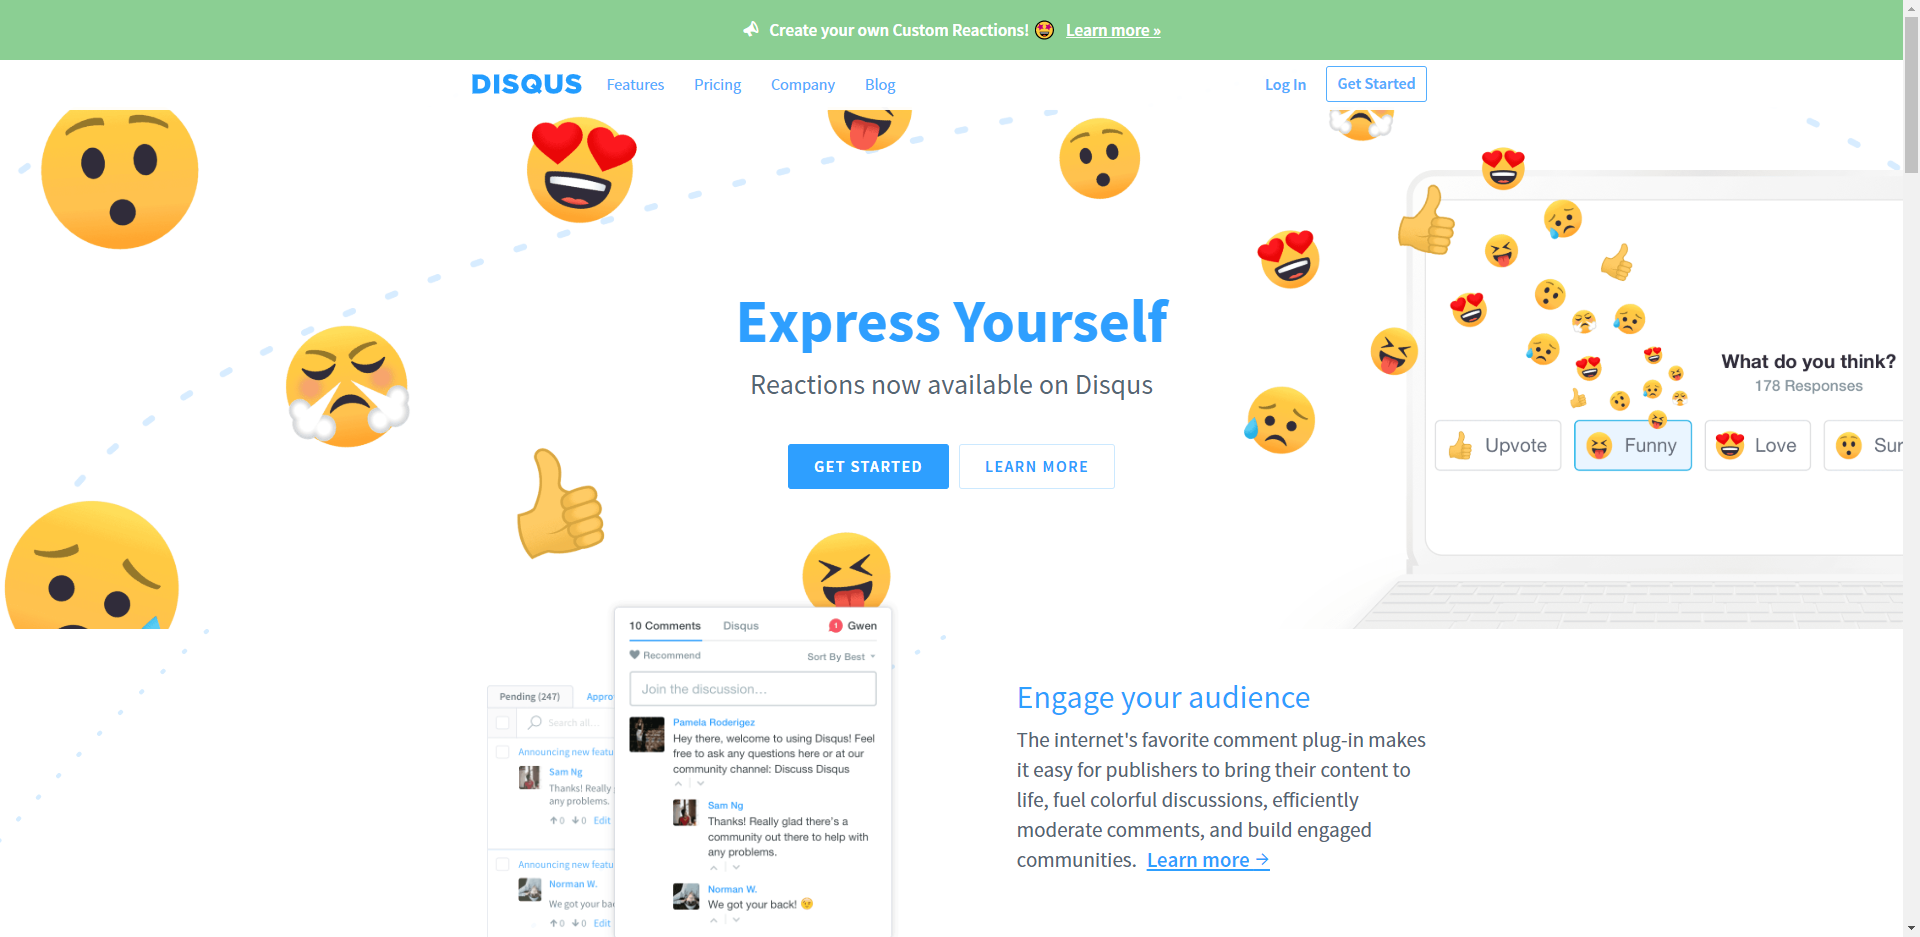 Create your own Custom Reactions! Learn more »
DISQUS Features Pricing Company Blog Log In Get Started
Express Yourself
Reactions now available on Disqus
GET STARTED LEARN MORE
What do you think?
178 Responses
Upvote Funny Love Sur
10 Comments Disqus 1 Gwen
Recommend Sort By Best
Join the discussion...
Pamela Roderigez
Hey there, welcome to using Disqus! Feel
free to ask any questions here or at our
community channel: Discuss Disqus
Sam Ng
Thanks! Really glad there's a
community out there to help with
any problems.
Norman W.
We got your back!
Pending (247) Appro
Search all...
Announcing new featu
Sam Ng
Thanks! Really g
any problems.
0 0 Edit
Announcing new featu
Norman W.
We got your bac
0 0 Edit
Engage your audience
The internet's favorite comment plug-in makes
it easy for publishers to bring their content to
life, fuel colorful discussions, efficiently
moderate comments, and build engaged
communities. Learn more →